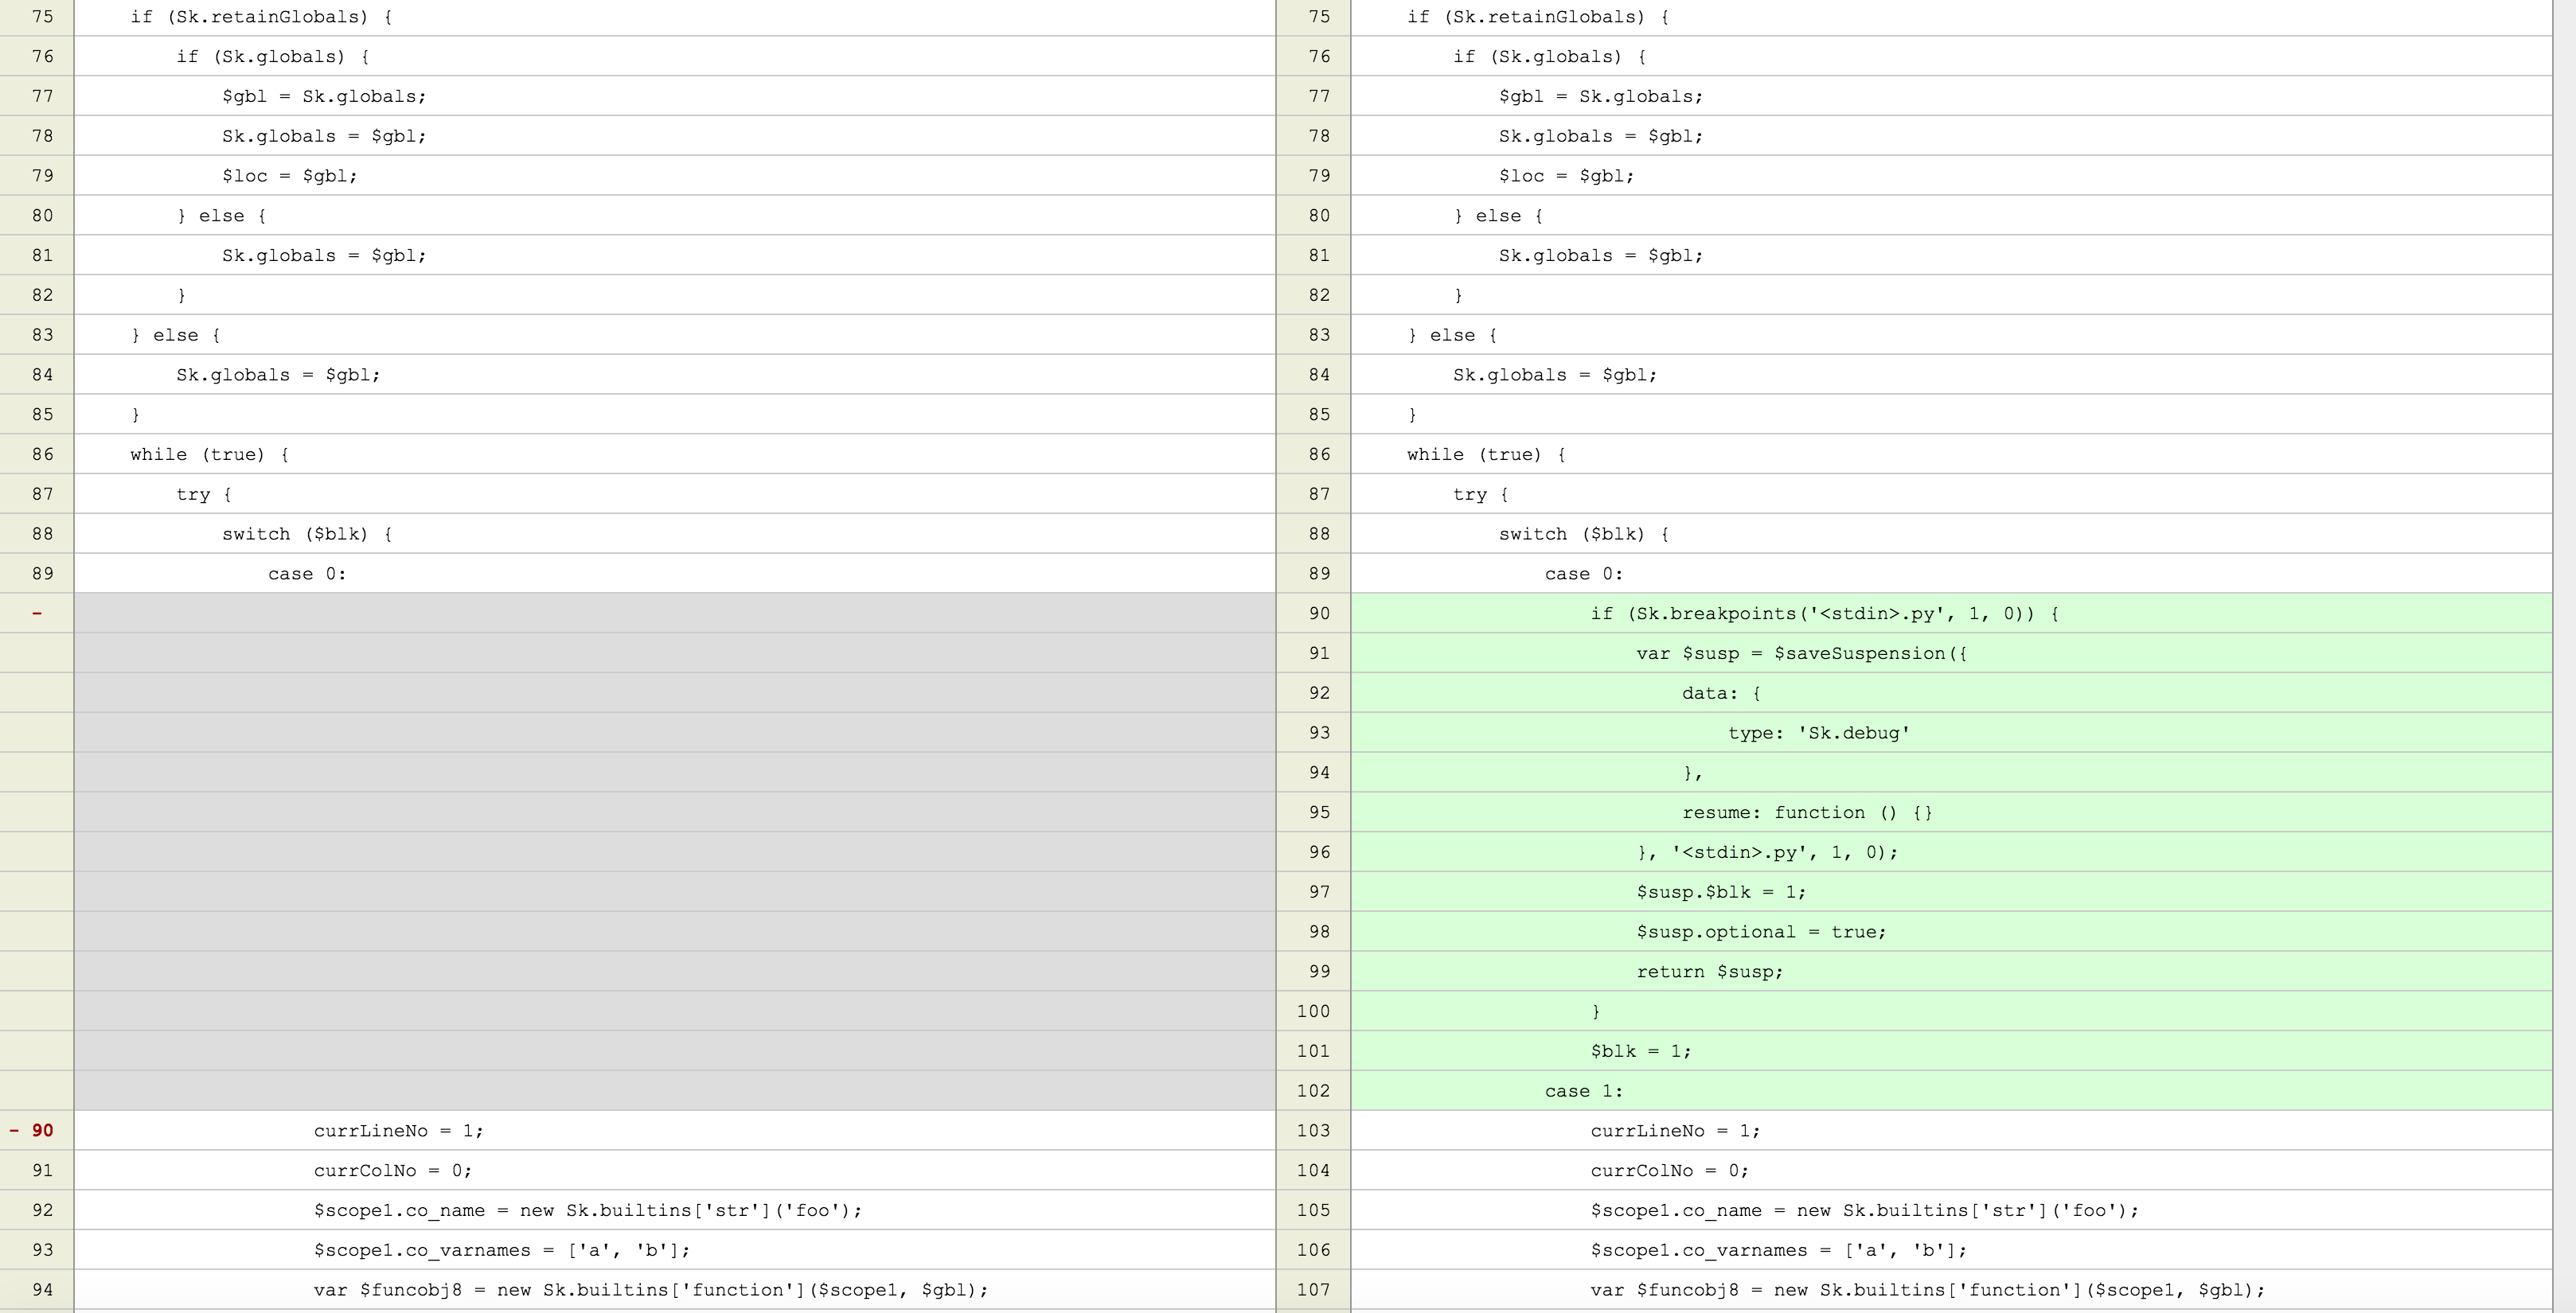 75 if (Sk.retainGlobals) {
76 if (Sk.globals) {
77 $gbl = Sk.globals;
78 Sk.globals = $gbl;
79 $loc = $gbl;
80 } else {
81 Sk.globals = $gbl;
82 }
83 } else {
84 Sk.globals = $gbl;
85 }
86 while (true) {
87 try {
88 switch ($blk) {
89 case 0:
-
- 90 currLineNo = 1;
91 currColNo = 0;
92 $scope1.co_name = new Sk.builtins['str']('foo');
93 $scope1.co_varnames = ['a', 'b'];
94 var $funcobj8 = new Sk.builtins['function']($scope1, $gbl);
75 if (Sk.retainGlobals) {
76 if (Sk.globals) {
77 $gbl = Sk.globals;
78 Sk.globals = $gbl;
79 $loc = $gbl;
80 } else {
81 Sk.globals = $gbl;
82 }
83 } else {
84 Sk.globals = $gbl;
85 }
86 while (true) {
87 try {
88 switch ($blk) {
89 case 0:
90 if (Sk.breakpoints('<stdin>.py', 1, 0)) {
91 var $susp = $saveSuspension({
92 data: {
93 type: 'Sk.debug'
94 },
95 resume: function () {}
96 }, '<stdin>.py', 1, 0);
97 $susp.$blk = 1;
98 $susp.optional = true;
99 return $susp;
100 }
101 $blk = 1;
102 case 1:
103 currLineNo = 1;
104 currColNo = 0;
105 $scope1.co_name = new Sk.builtins['str']('foo');
106 $scope1.co_varnames = ['a', 'b'];
107 var $funcobj8 = new Sk.builtins['function']($scope1, $gbl);